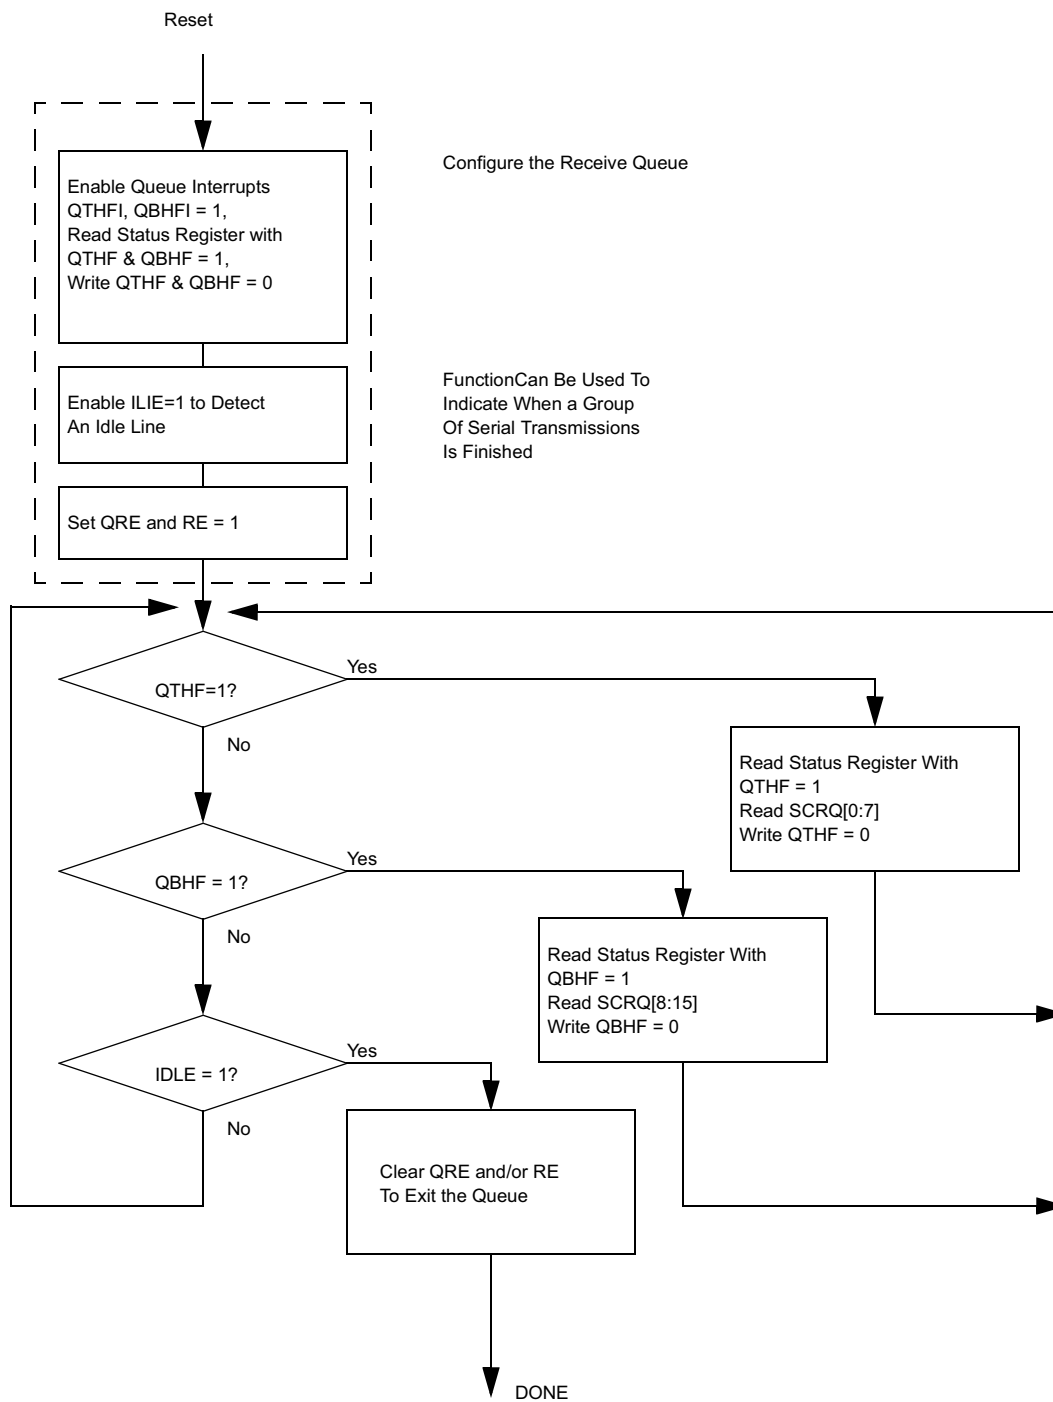 Reset
Configure the Receive Queue
Enable Queue Interrupts
QTHFI, QBHFI = 1,
Read Status Register with
QTHF & QBHF = 1,
Write QTHF & QBHF = 0
FunctionCan Be Used To
Indicate When a Group
Of Serial Transmissions
Is Finished
Enable ILIE=1 to Detect
An Idle Line
Set QRE and RE = 1
QTHF=1?
Yes
No
Read Status Register With
QTHF = 1
Read SCRQ[0:7]
Write QTHF = 0
QBHF = 1?
Yes
No
Read Status Register With
QBHF = 1
Read SCRQ[8:15]
Write QBHF = 0
IDLE = 1?
Yes
No
Clear QRE and/or RE
To Exit the Queue
DONE